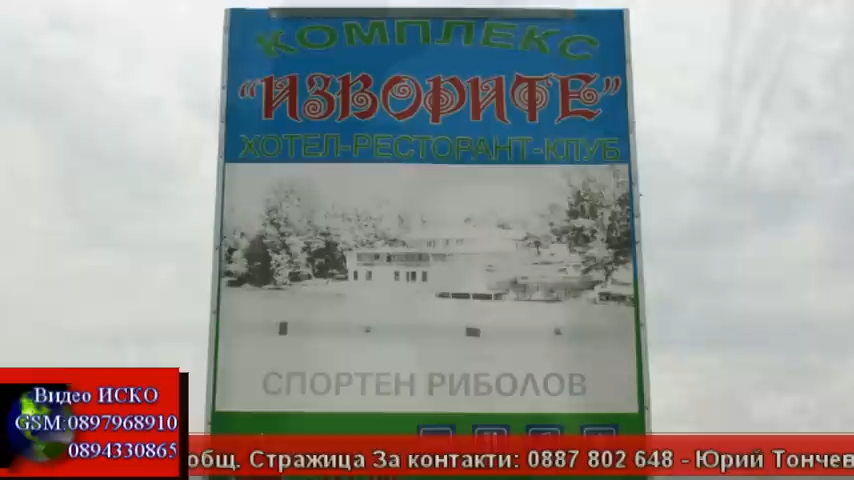 КОМПЛЕКС
“ИЗВОРИТЕ”
ХОТЕЛ-РЕСТОРАНТ-КЛУБ
СПОРТЕН РИБОЛОВ
Видео ИСКО
GSM:0897968910
0894330865
общ. Стражица За контакти: 0887 802 648 - Юрий Тончев